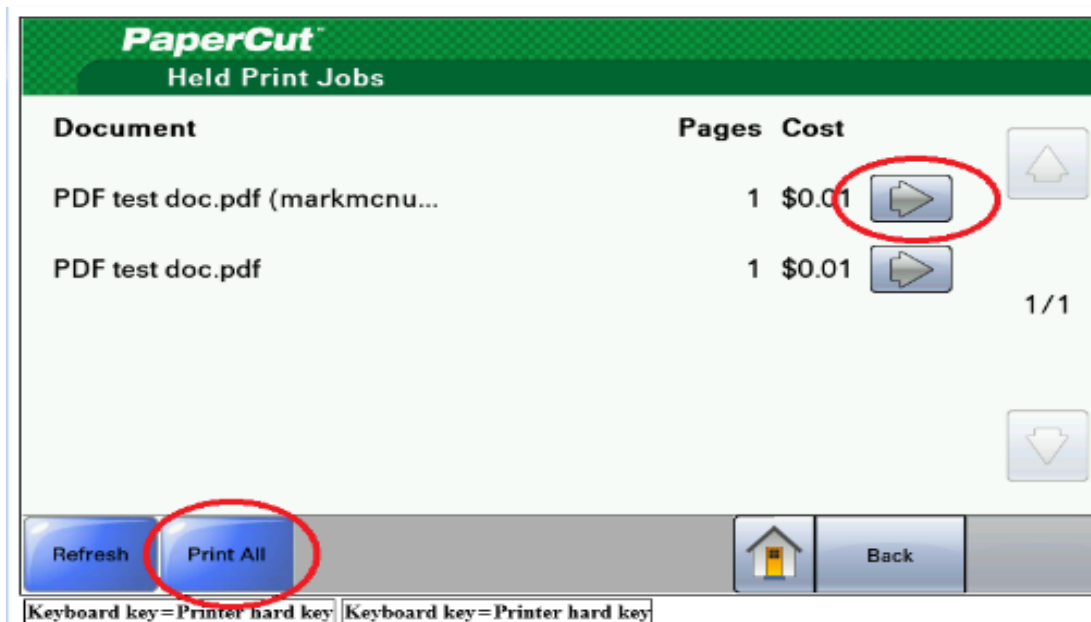 PaperCut
Held Print Jobs
Document Pages Cost
PDF test doc.pdf (markmcnu... 1 $0.01
PDF test doc.pdf 1 $0.01
1/1
Refresh Print All Back
Keyboard key=Printer hard key Keyboard key=Printer hard key